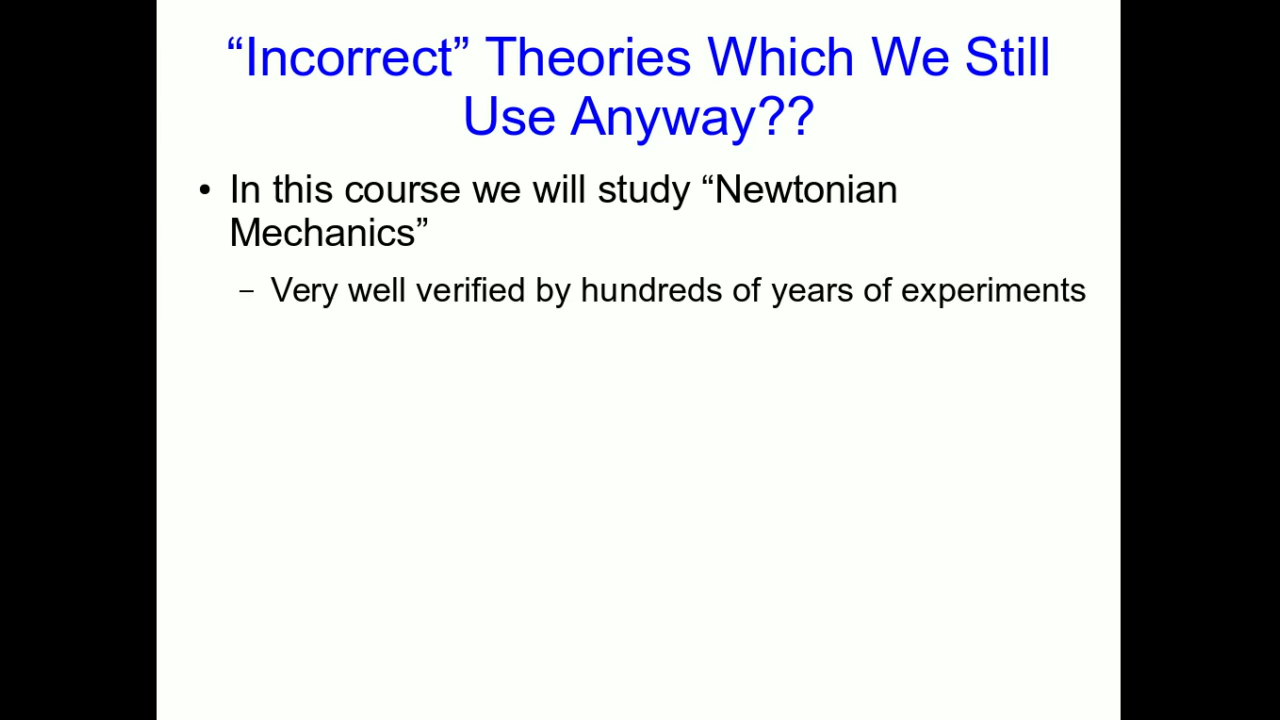 “Incorrect” Theories Which We Still
Use Anyway??
• In this course we will study “Newtonian
Mechanics”
– Very well verified by hundreds of years of experiments